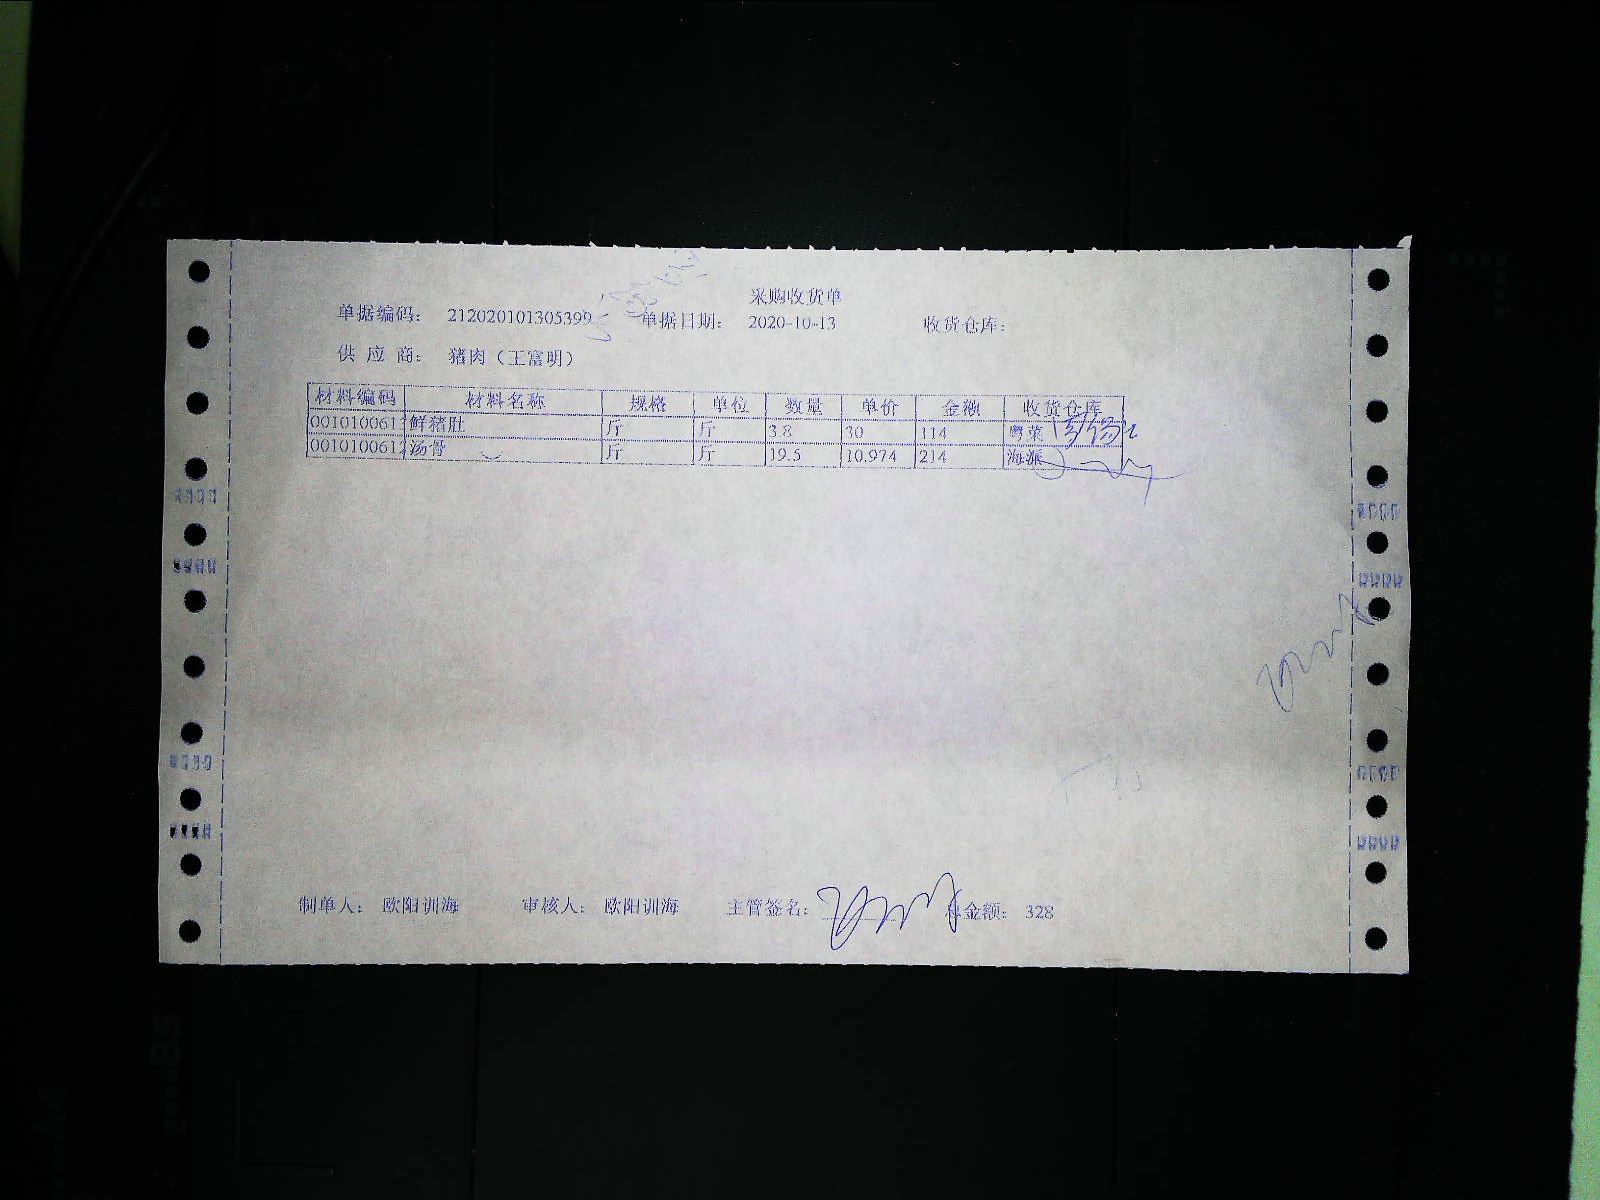 采购收货单
单据编码: 212020101305399 单据日期: 2020-10-13 收货仓库:
供 应 商: 猪肉（王富明）
材料编码 材料名称 规格 单位 数量 单价 金额 收货仓库
0010100613 鲜猪肚 斤 斤 3.8 30 114 粤菜
0010100612 汤骨 斤 斤 19.5 10.974 214 海派
制单人: 欧阳训海 审核人: 欧阳训海 主管签名: 金额: 328